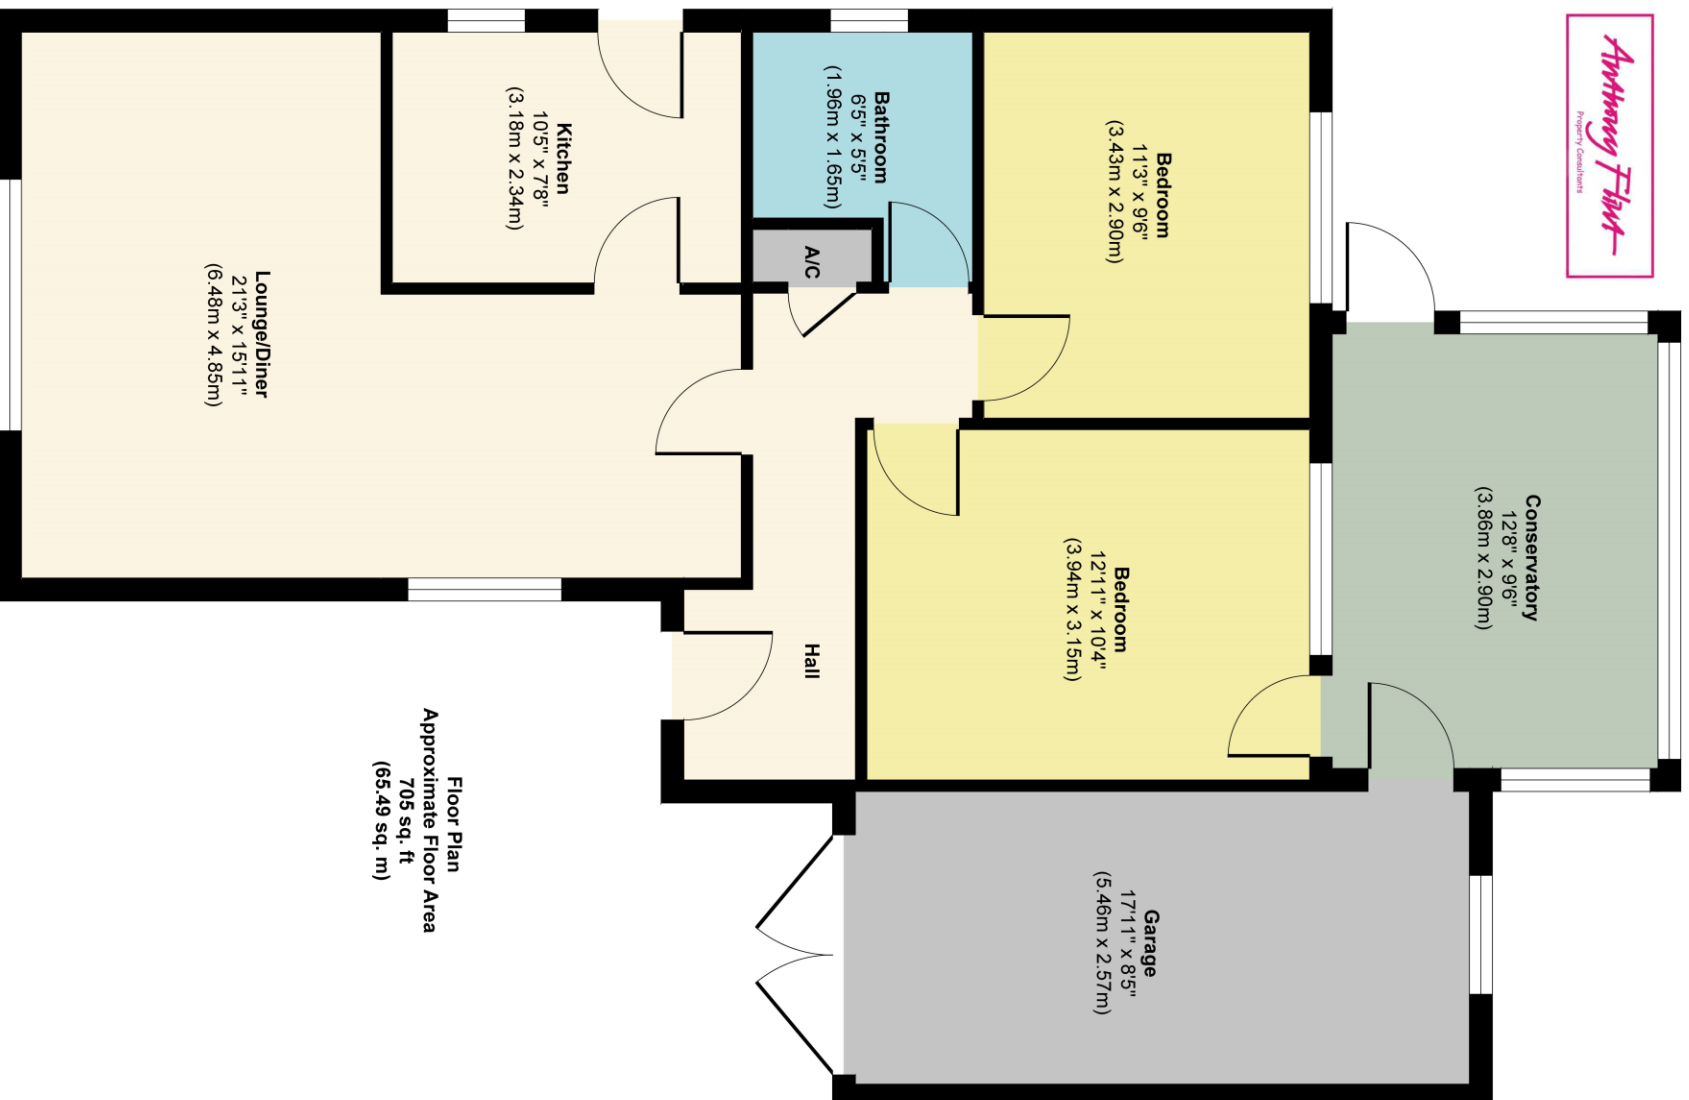 Anthony Flint
Property Consultants
Conservatory
12'8" x 9'6"
(3.86m x 2.90m)
Bedroom
11'3" x 9'6"
(3.43m x 2.90m)
Bedroom
12'11" x 10'4"
(3.94m x 3.15m)
Garage
17'11" x 8'5"
(5.46m x 2.57m)
Bathroom
6'5" x 5'5"
(1.96m x 1.65m)
A/C
Hall
Kitchen
10'5" x 7'8"
(3.18m x 2.34m)
Lounge/Diner
21'3" x 15'11"
(6.48m x 4.85m)
Floor Plan
Approximate Floor Area
705 sq. ft
(65.49 sq. m)